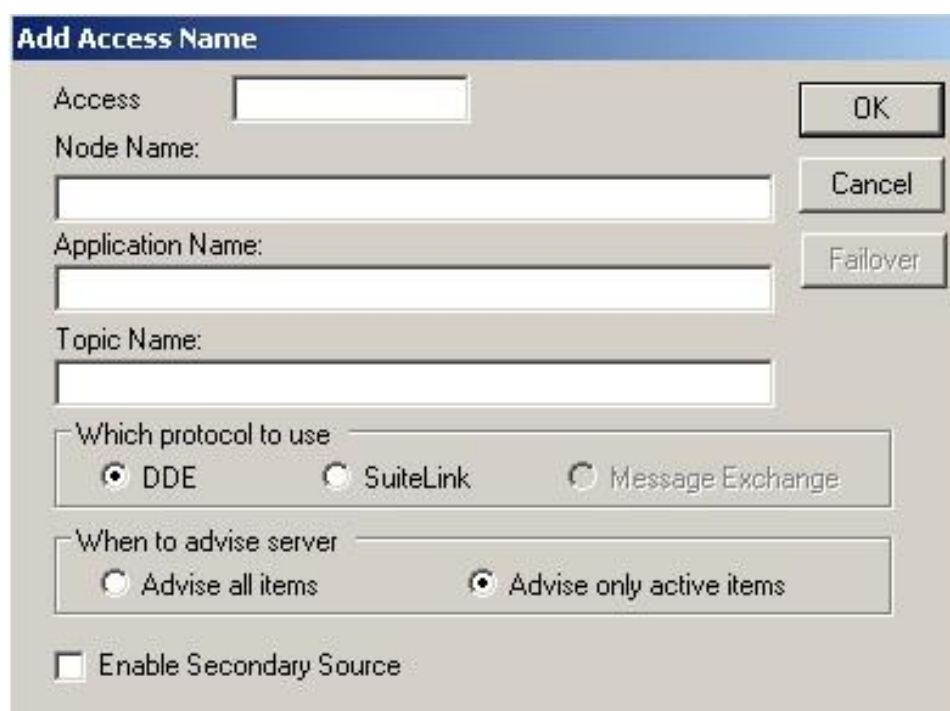 Add Access Name
Access
OK
Node Name:
Cancel
Application Name:
Failover
Topic Name:
Which protocol to use
DDE SuiteLink Message Exchange
When to advise server
Advise all items Advise only active items
Enable Secondary Source